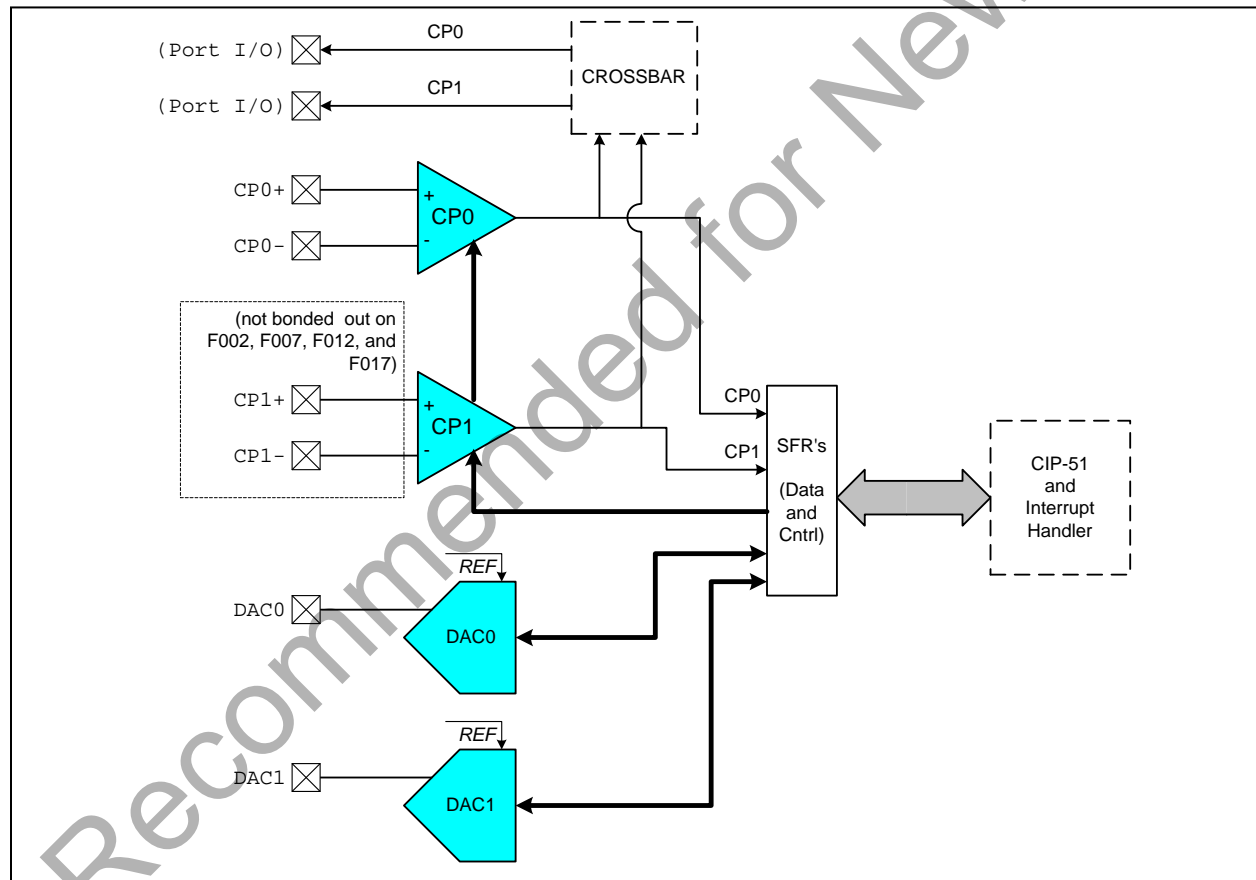 CP0
(Port I/O)
CROSSBAR
CP1
(Port I/O)
CP0+
+
CP0
CP0-
-
(not bonded out on
F002, F007, F012, and
F017)
CP1+
+
CP1
CP1-
-
CP0
CP1
SFR's
(Data
and
Cntrl)
CIP-51
and
Interrupt
Handler
REF
DAC0
DAC0
REF
DAC1
DAC1
Recommended for New